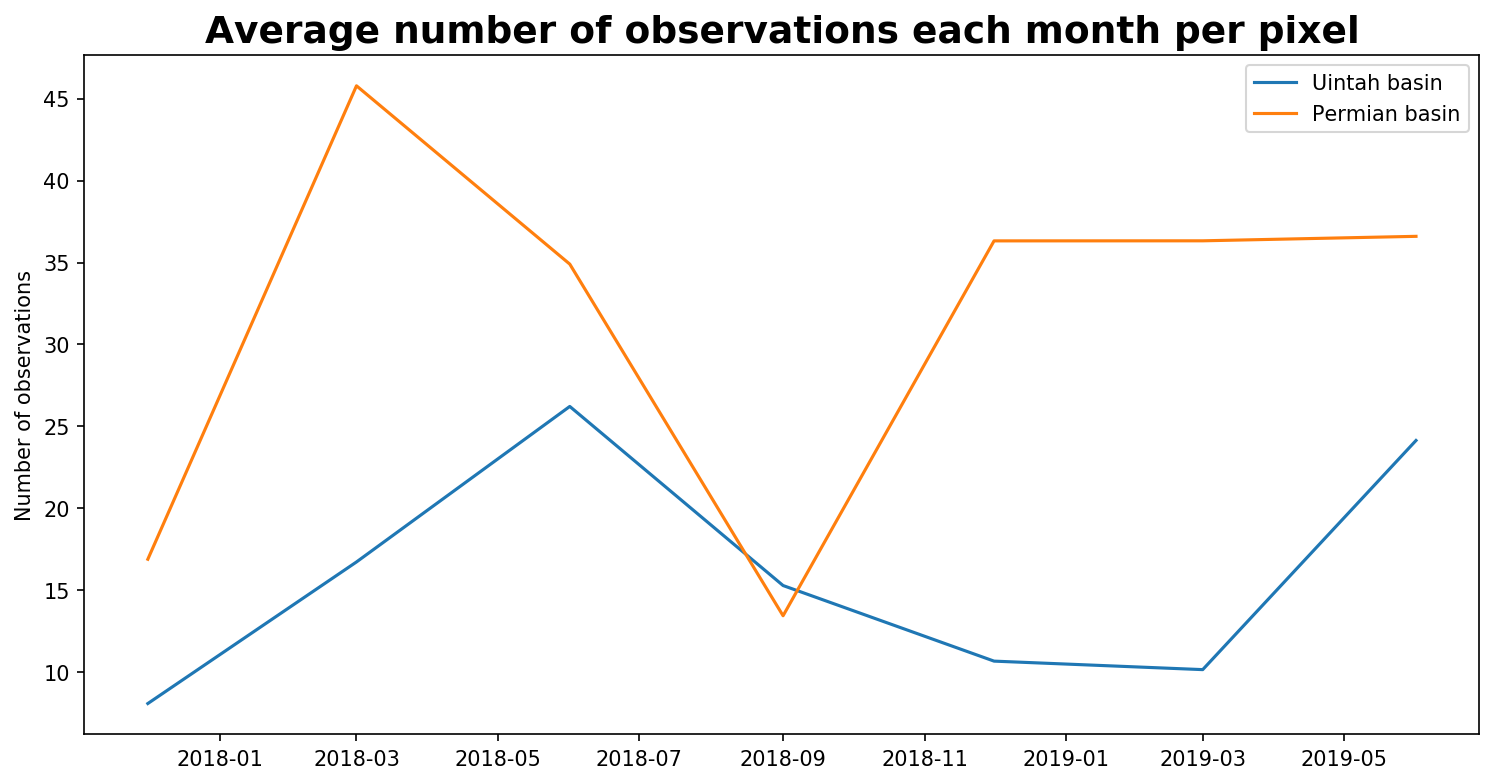 Average number of observations each month per pixel
Uintah basin
Permian basin
Number of observations
45
40
35
30
25
20
15
10
2018-01 2018-03 2018-05 2018-07 2018-09 2018-11 2019-01 2019-03 2019-05